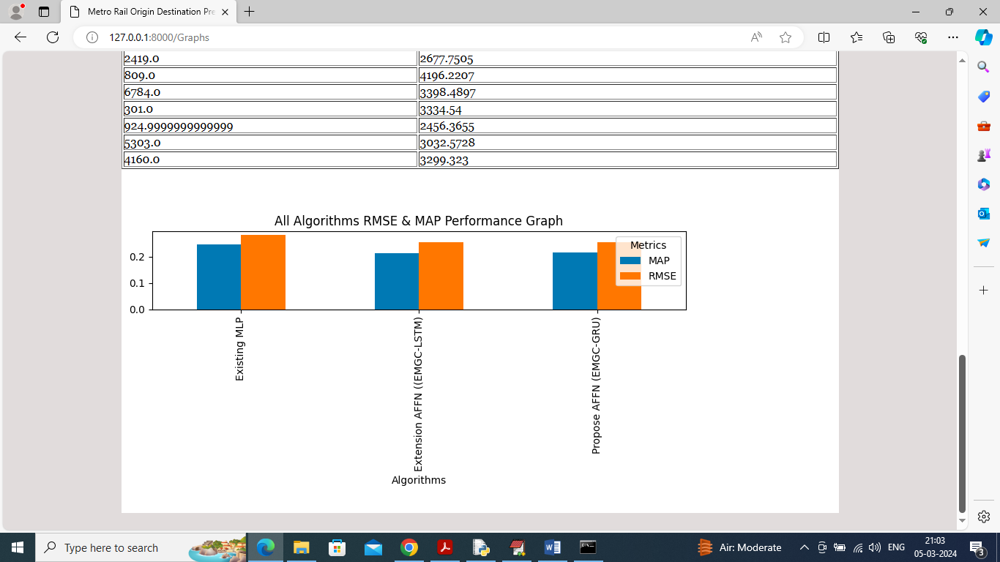 Metro Rail Origin Destination Pre
127.0.0.1:8000/Graphs
2419.0 2677.7505
809.0 4196.2207
6784.0 3398.4897
301.0 3334.54
924.9999999999999 2456.3655
5303.0 3032.5728
4160.0 3299.323
All Algorithms RMSE & MAP Performance Graph
Metrics
MAP
RMSE
0.2
0.1
0.0
Existing MLP
Extension AFFN ((EMGC-LSTM)
Propose AFFN (EMGC-GRU)
Algorithms
Type here to search
Air: Moderate
ENG
21:03
05-03-2024
3